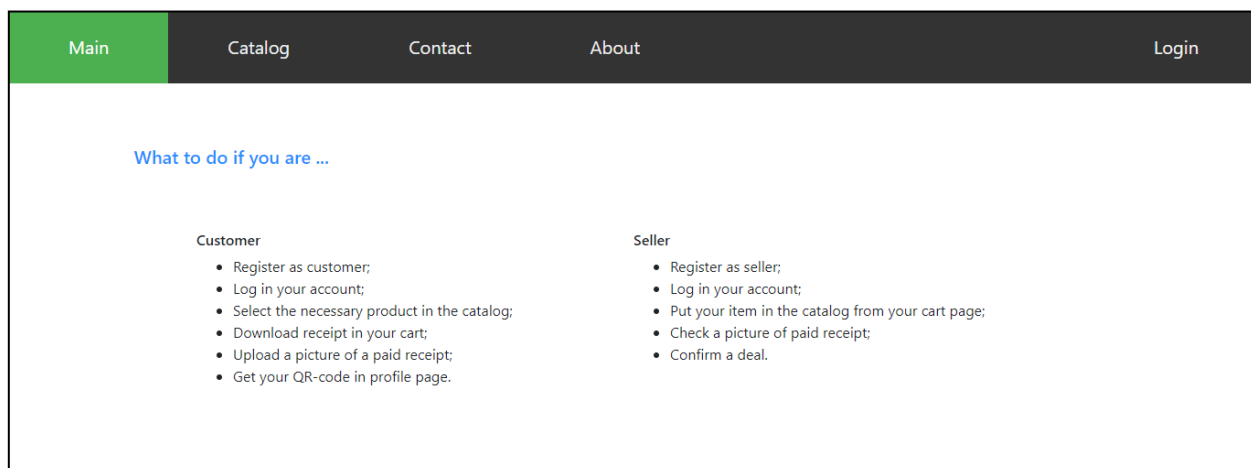 Main Catalog Contact About Login
What to do if you are ...
Customer
• Register as customer;
• Log in your account;
• Select the necessary product in the catalog;
• Download receipt in your cart;
• Upload a picture of a paid receipt;
• Get your QR-code in profile page.
Seller
• Register as seller;
• Log in your account;
• Put your item in the catalog from your cart page;
• Check a picture of paid receipt;
• Confirm a deal.